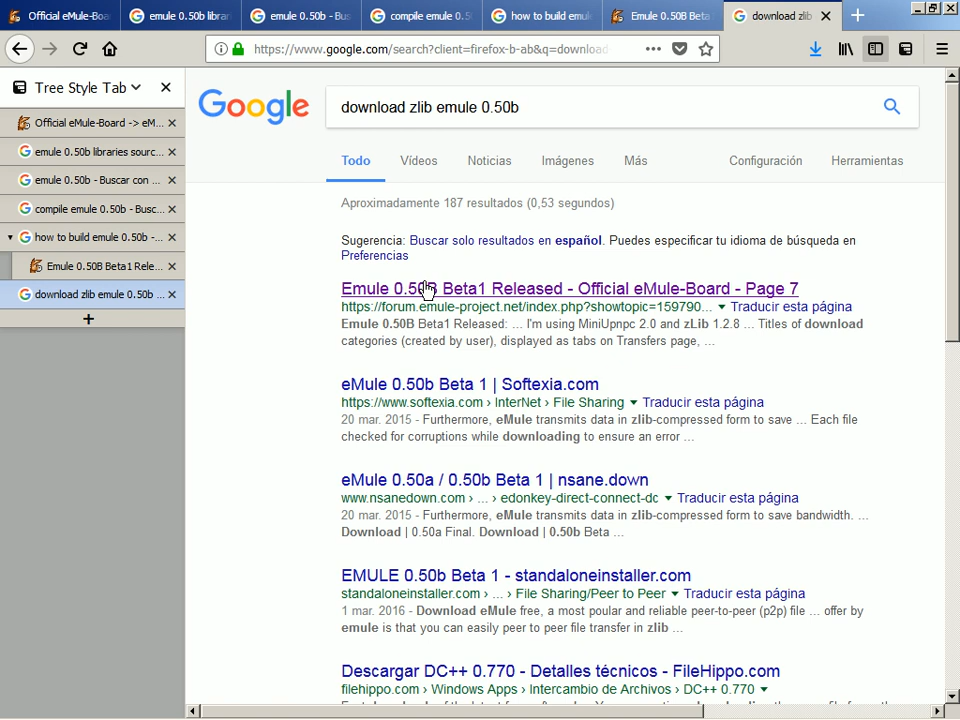 Official eMule-Boa
emule 0.50b librar
emule 0.50b - Bus
compile emule 0.50
how to build emule
Emule 0.50B Beta
download zlib
https://www.google.com/search?client=firefox-b-ab&q=downloa
Tree Style Tab
Official eMule-Board -> eM...
emule 0.50b libraries sourc...
emule 0.50b - Buscar con ...
compile emule 0.50b - Busc...
how to build emule 0.50b -...
Emule 0.50B Beta1 Rele...
download zlib emule 0.50b ...
Google
download zlib emule 0.50b
Todo
Vídeos
Noticias
Imágenes
Más
Configuración
Herramientas
Aproximadamente 187 resultados (0,53 segundos)
Sugerencia: Buscar solo resultados en español. Puedes especificar tu idioma de búsqueda en
Preferencias
Emule 0.50B Beta1 Released - Official eMule-Board - Page 7
https://forum.emule-project.net/index.php?showtopic=159790... Traducir esta página
Emule 0.50B Beta1 Released: ... I'm using MiniUpnpc 2.0 and zLib 1.2.8 ... Titles of download
categories (created by user), displayed as tabs on Transfers page, ...
eMule 0.50b Beta 1 | Softexia.com
https://www.softexia.com › InterNet › File Sharing Traducir esta página
20 mar. 2015 - Furthermore, eMule transmits data in zlib-compressed form to save ... Each file
checked for corruptions while downloading to ensure an error ...
eMule 0.50a / 0.50b Beta 1 | nsane.down
www.nsanedown.com › ... › edonkey-direct-connect-dc Traducir esta página
20 mar. 2015 - Furthermore, eMule transmits data in zlib-compressed form to save bandwidth. ...
Download | 0.50a Final. Download | 0.50b Beta ...
EMULE 0.50b Beta 1 - standaloneinstaller.com
standaloneinstaller.com › ... › File Sharing/Peer to Peer Traducir esta página
1 mar. 2016 - Download eMule free, a most poular and reliable peer-to-peer (p2p) file ... offer by
emule is that you can easily peer to peer file transfer in zlib ...
Descargar DC++ 0.770 - Detalles técnicos - FileHippo.com
filehippo.com › Windows Apps › Intercambio de Archivos › DC++ 0.770